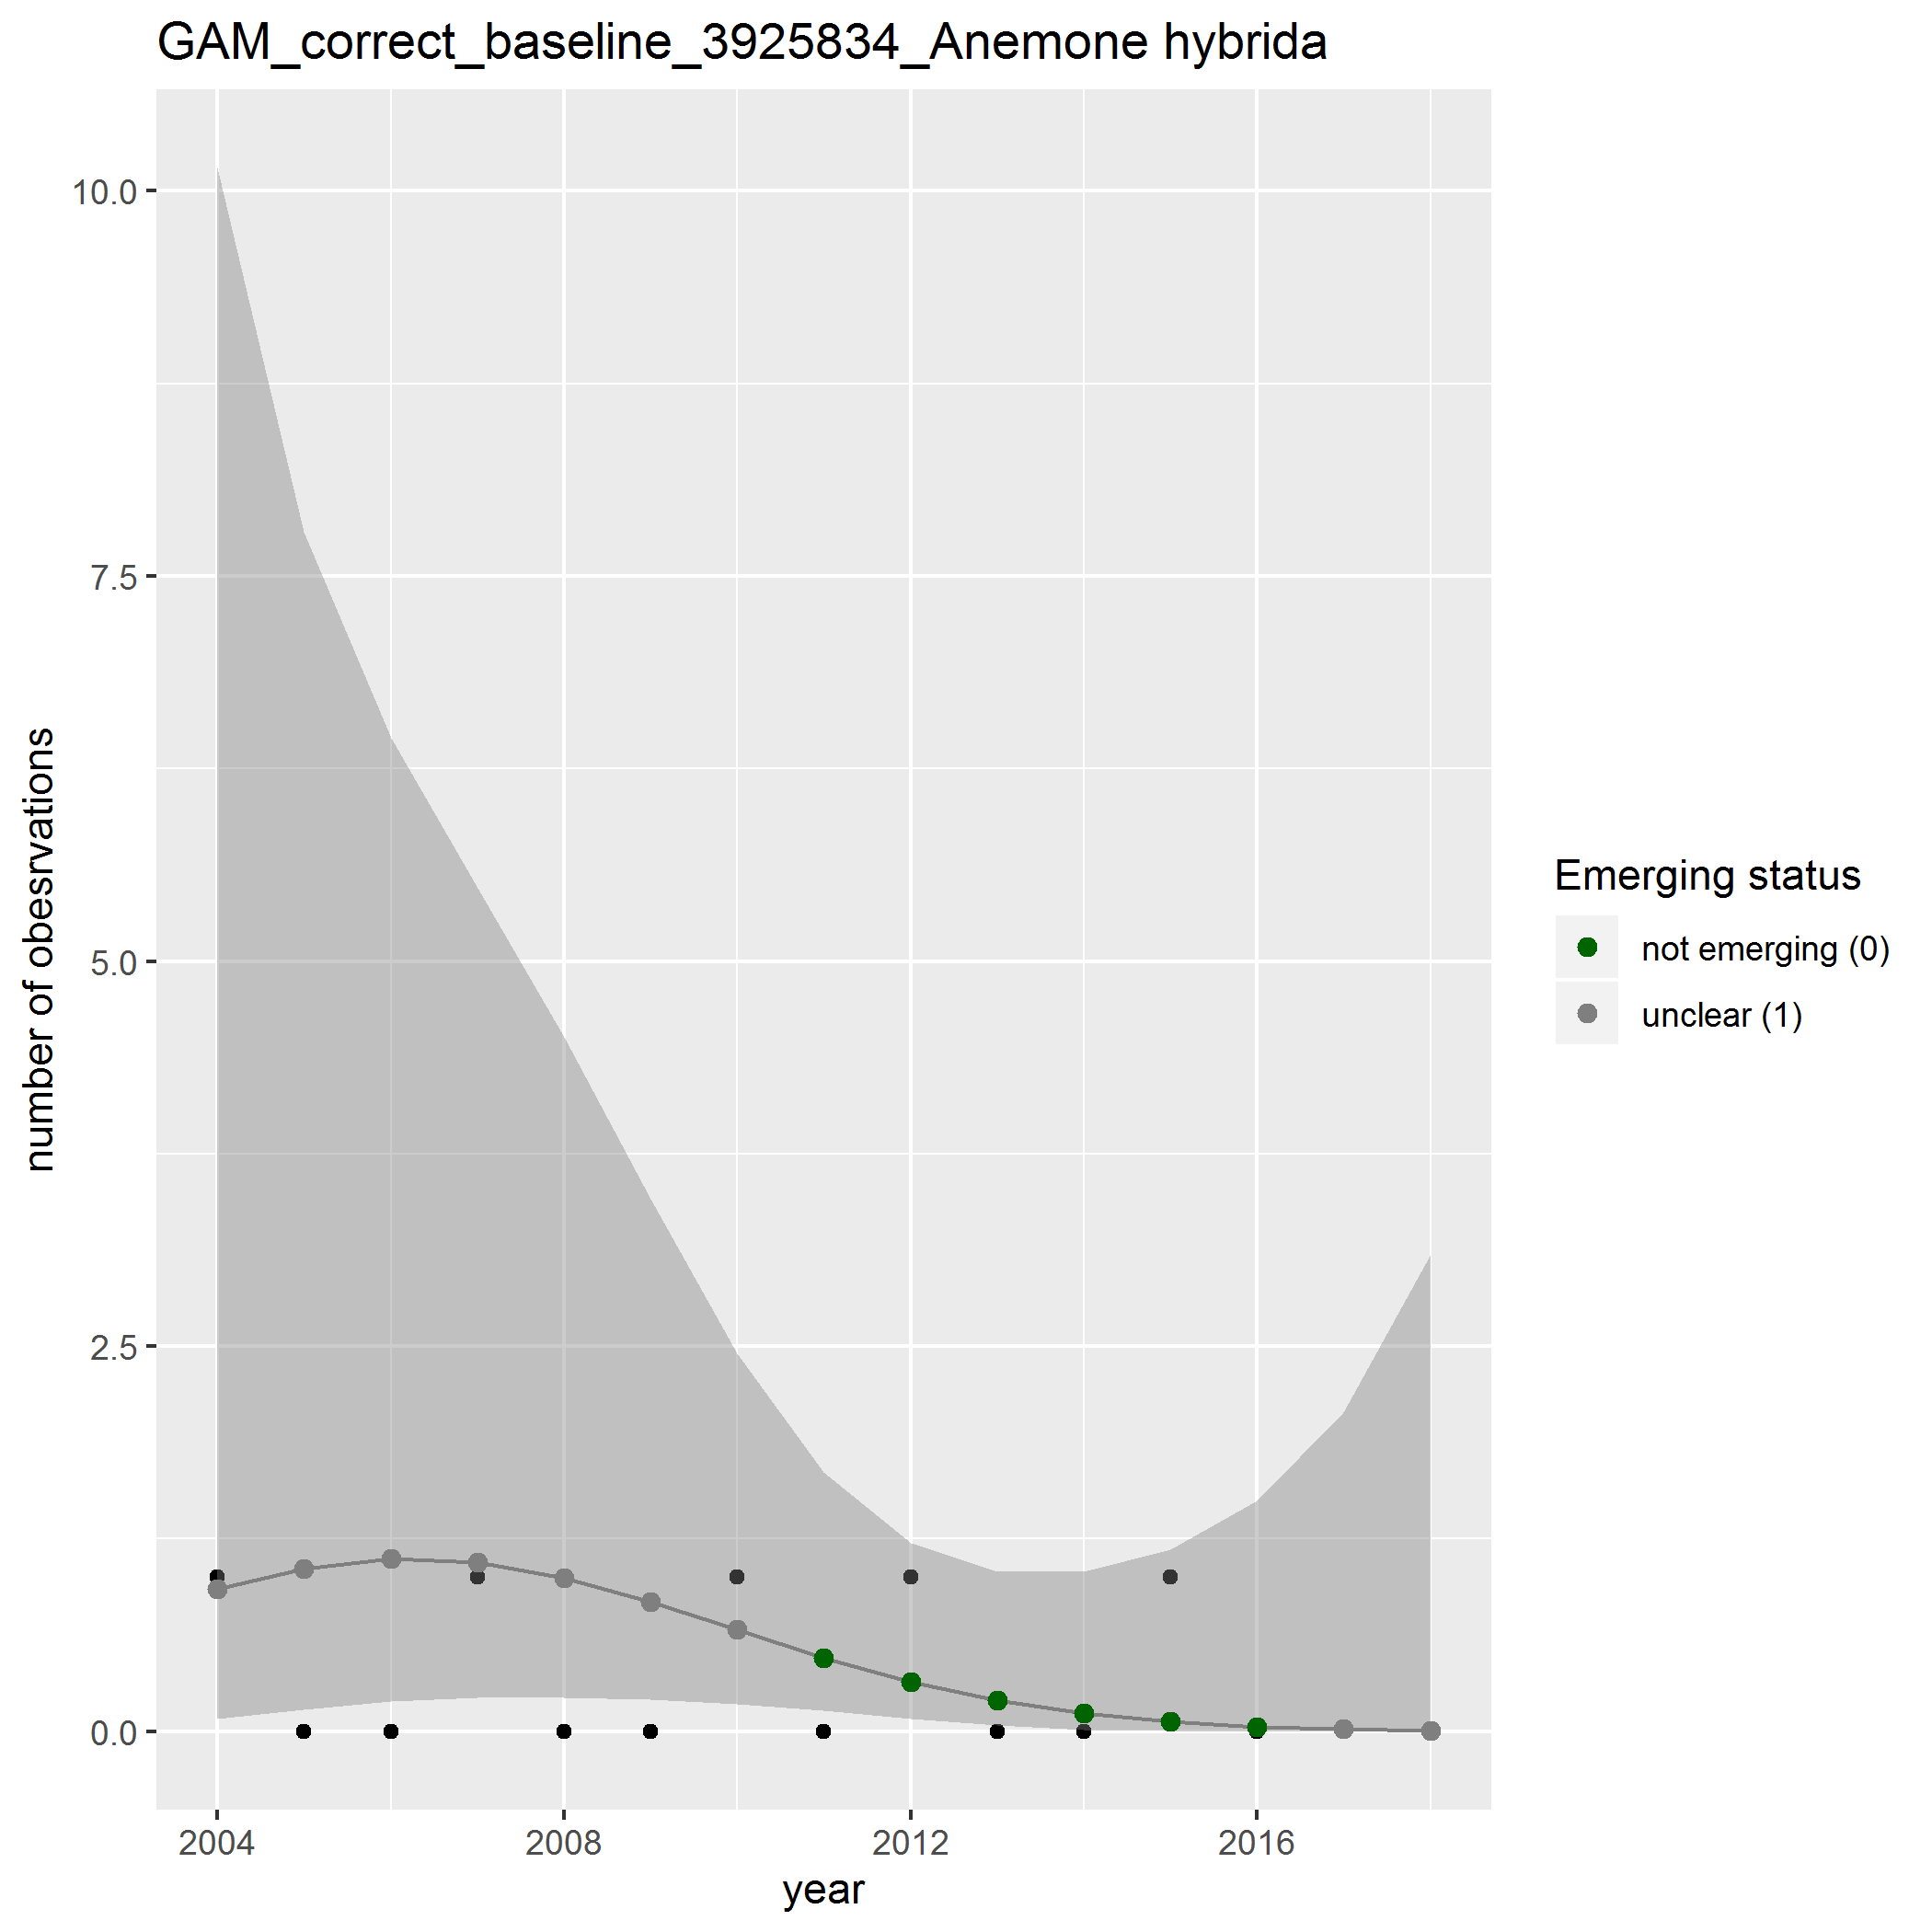 GAM_correct_baseline_3925834_Anemone hybrida
10.0
7.5
5.0
2.5
0.0
number of obesrvations
2004
2008
2012
2016
year
Emerging status
not emerging (0)
unclear (1)